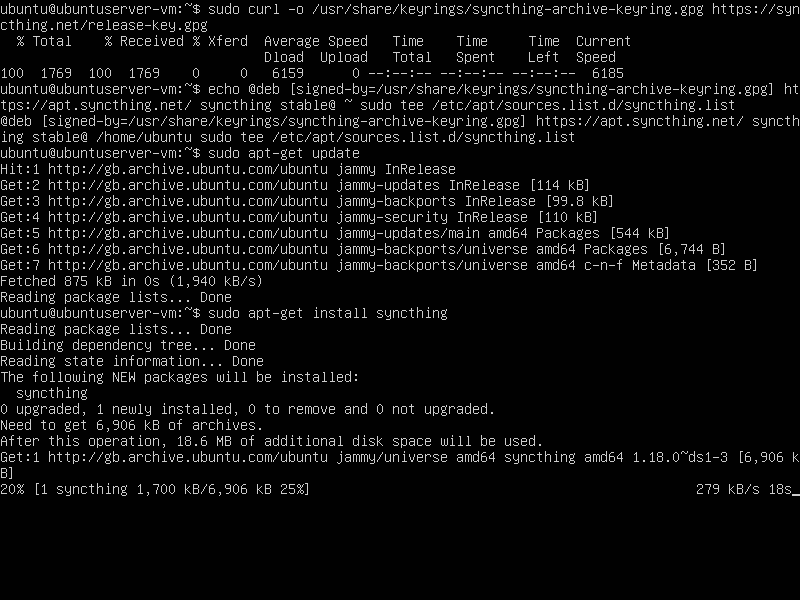 ubuntu@ubuntuserver-vm:~$ sudo curl -o /usr/share/keyrings/syncthing-archive-keyring.gpg https://syn
cthing.net/release-key.gpg
  % Total    % Received % Xferd  Average Speed   Time    Time     Time  Current
                                 Dload  Upload   Total   Spent    Left  Speed
100  1769  100  1769    0     0   6159      0 --:--:-- --:--:-- --:--:--  6185
ubuntu@ubuntuserver-vm:~$ echo @deb [signed-by=/usr/share/keyrings/syncthing-archive-keyring.gpg] ht
tps://apt.syncthing.net/ syncthing stable@ ~ sudo tee /etc/apt/sources.list.d/syncthing.list
@deb [signed-by=/usr/share/keyrings/syncthing-archive-keyring.gpg] https://apt.syncthing.net/ syncth
ing stable@ /home/ubuntu sudo tee /etc/apt/sources.list.d/syncthing.list
ubuntu@ubuntuserver-vm:~$ sudo apt-get update
Hit:1 http://gb.archive.ubuntu.com/ubuntu jammy InRelease
Get:2 http://gb.archive.ubuntu.com/ubuntu jammy-updates InRelease [114 kB]
Get:3 http://gb.archive.ubuntu.com/ubuntu jammy-backports InRelease [99.8 kB]
Get:4 http://gb.archive.ubuntu.com/ubuntu jammy-security InRelease [110 kB]
Get:5 http://gb.archive.ubuntu.com/ubuntu jammy-updates/main amd64 Packages [544 kB]
Get:6 http://gb.archive.ubuntu.com/ubuntu jammy-backports/universe amd64 Packages [6,744 B]
Get:7 http://gb.archive.ubuntu.com/ubuntu jammy-backports/universe amd64 c-n-f Metadata [352 B]
Fetched 875 kB in 0s (1,940 kB/s)
Reading package lists... Done
ubuntu@ubuntuserver-vm:~$ sudo apt-get install syncthing
Reading package lists... Done
Building dependency tree... Done
Reading state information... Done
The following NEW packages will be installed:
  syncthing
0 upgraded, 1 newly installed, 0 to remove and 0 not upgraded.
Need to get 6,906 kB of archives.
After this operation, 18.6 MB of additional disk space will be used.
Get:1 http://gb.archive.ubuntu.com/ubuntu jammy/universe amd64 syncthing amd64 1.18.0~ds1-3 [6,906 k
B]
20% [1 syncthing 1,700 kB/6,906 kB 25%]                                                279 kB/s 18s_